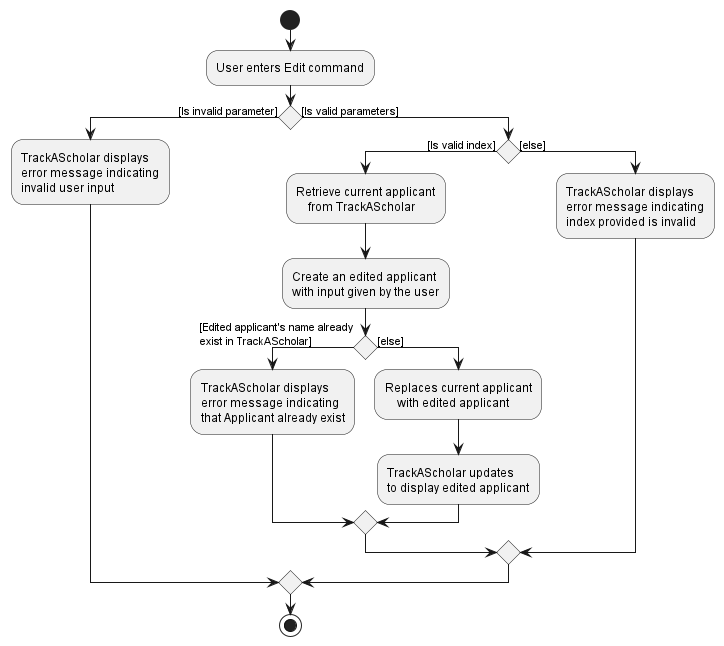 User enters Edit command
[Is invalid parameter]
[Is valid parameters]
TrackAScholar displays
error message indicating
invalid user input
[Is valid index]
[else]
Retrieve current applicant
from TrackAScholar
TrackAScholar displays
error message indicating
index provided is invalid
Create an edited applicant
with input given by the user
[Edited applicant's name already
exist in TrackAScholar]
[else]
TrackAScholar displays
error message indicating
that Applicant already exist
Replaces current applicant
with edited applicant
TrackAScholar updates
to display edited applicant